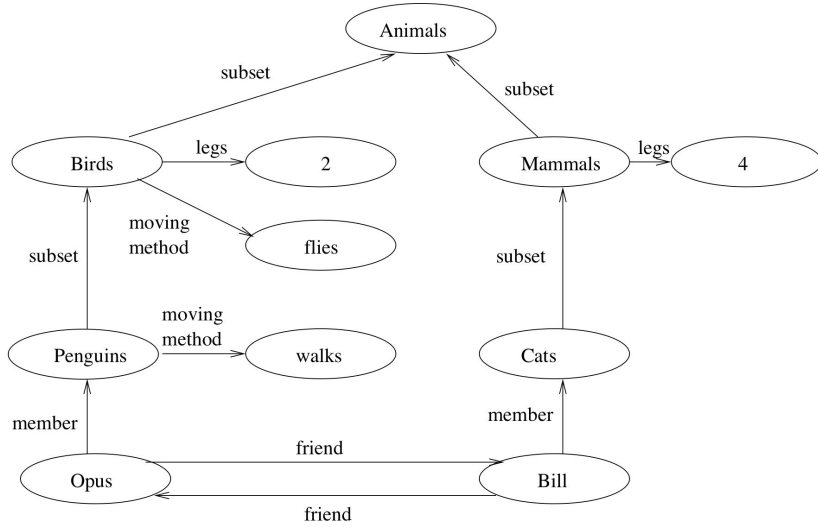 Animals
subset
subset
Birds
legs
2
Mammals
legs
4
moving
method
flies
subset
subset
moving
method
Penguins
walks
Cats
member
member
friend
Opus
Bill
friend